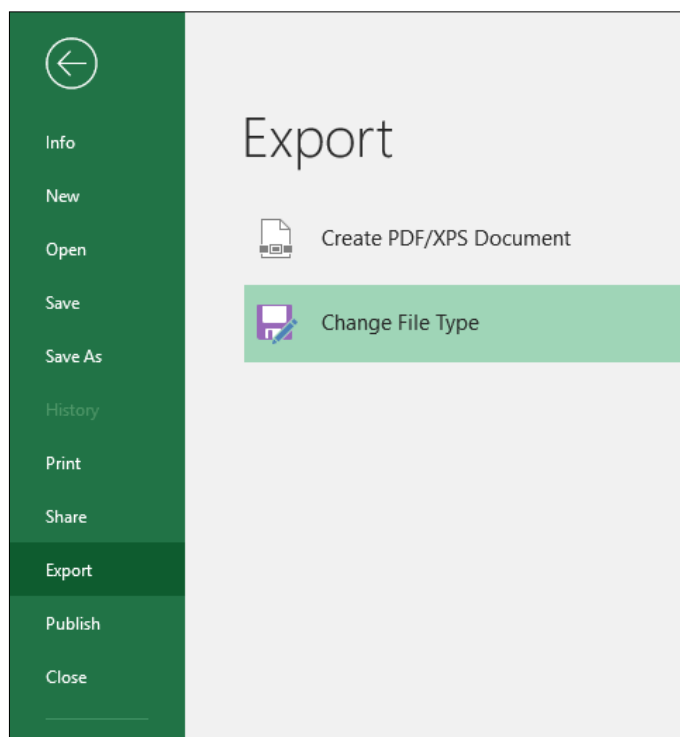 Info
New
Open
Save
Save As
History
Print
Share
Export
Publish
Close
Export
Create PDF/XPS Document
Change File Type